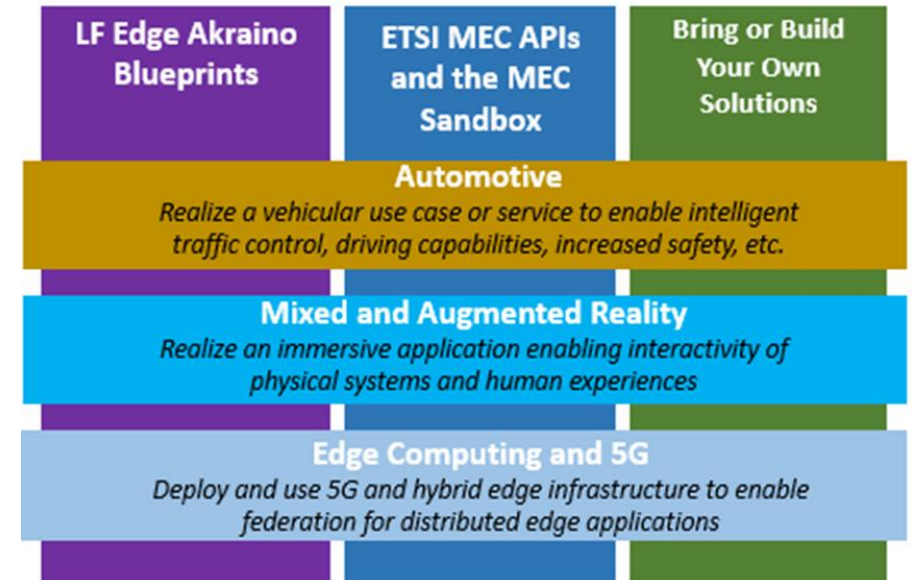 LF Edge Akraino
Blueprints
ETSI MEC APIs
and the MEC
Sandbox
Bring or Build
Your Own
Solutions
Automotive
Realize a vehicular use case or service to enable intelligent
traffic control, driving capabilities, increased safety, etc.
Mixed and Augmented Reality
Realize an immersive application enabling interactivity of
physical systems and human experiences
Edge Computing and 5G
Deploy and use 5G and hybrid edge infrastructure to enable
federation for distributed edge applications